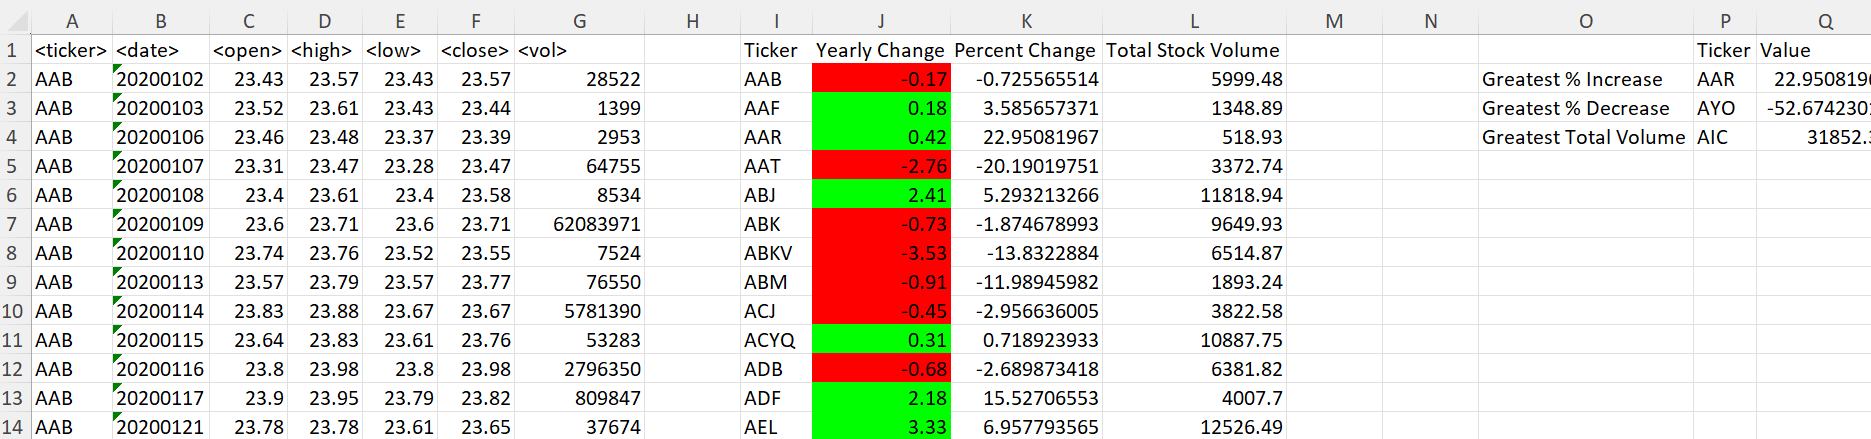 A B C D E F G H I J K L M N O P Q
1 <ticker> <date> <open> <high> <low> <close> <vol> Ticker Yearly Change Percent Change Total Stock Volume Ticker Value
2 AAB 20200102 23.43 23.57 23.43 23.57 28522 AAB -0.17 -0.725565514 5999.48 Greatest % Increase AAR 22.9508196
3 AAB 20200103 23.52 23.61 23.43 23.44 1399 AAF 0.18 3.585657371 1348.89 Greatest % Decrease AYO -52.6742301
4 AAB 20200106 23.46 23.48 23.37 23.39 2953 AAR 0.42 22.95081967 518.93 Greatest Total Volume AIC 31852.3
5 AAB 20200107 23.31 23.47 23.28 23.47 64755 AAT -2.76 -20.19019751 3372.74
6 AAB 20200108 23.4 23.61 23.4 23.58 8534 ABJ 2.41 5.293213266 11818.94
7 AAB 20200109 23.6 23.71 23.6 23.71 62083971 ABK -0.73 -1.874678993 9649.93
8 AAB 20200110 23.74 23.76 23.52 23.55 7524 ABKV -3.53 -13.8322884 6514.87
9 AAB 20200113 23.57 23.79 23.57 23.77 76550 ABM -0.91 -11.98945982 1893.24
10 AAB 20200114 23.83 23.88 23.67 23.67 5781390 ACJ -0.45 -2.956636005 3822.58
11 AAB 20200115 23.64 23.83 23.61 23.76 53283 ACYQ 0.31 0.718923933 10887.75
12 AAB 20200116 23.8 23.98 23.8 23.98 2796350 ADB -0.68 -2.689873418 6381.82
13 AAB 20200117 23.9 23.95 23.79 23.82 809847 ADF 2.18 15.52706553 4007.7
14 AAB 20200121 23.78 23.78 23.61 23.65 37674 AEL 3.33 6.957793565 12526.49